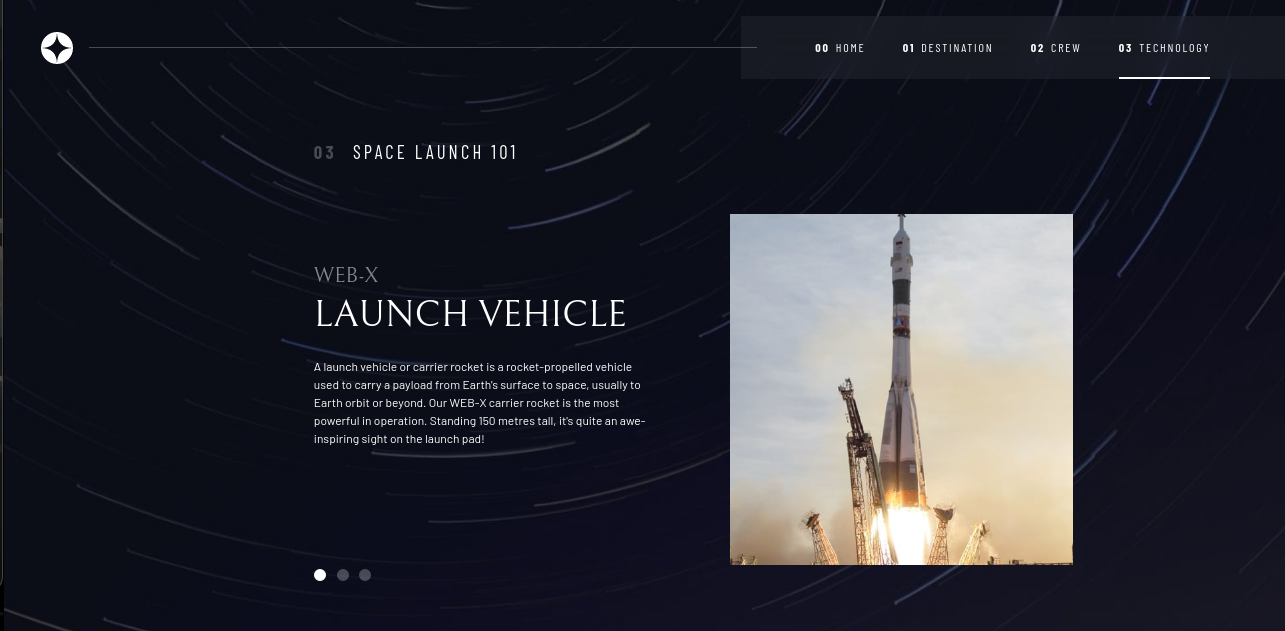 00 HOME 01 DESTINATION 02 CREW 03 TECHNOLOGY
03 SPACE LAUNCH 101
WEB-X
LAUNCH VEHICLE
A launch vehicle or carrier rocket is a rocket-propelled vehicle
used to carry a payload from Earth's surface to space, usually to
Earth orbit or beyond. Our WEB-X carrier rocket is the most
powerful in operation. Standing 150 metres tall, it's quite an awe-
inspiring sight on the launch pad!